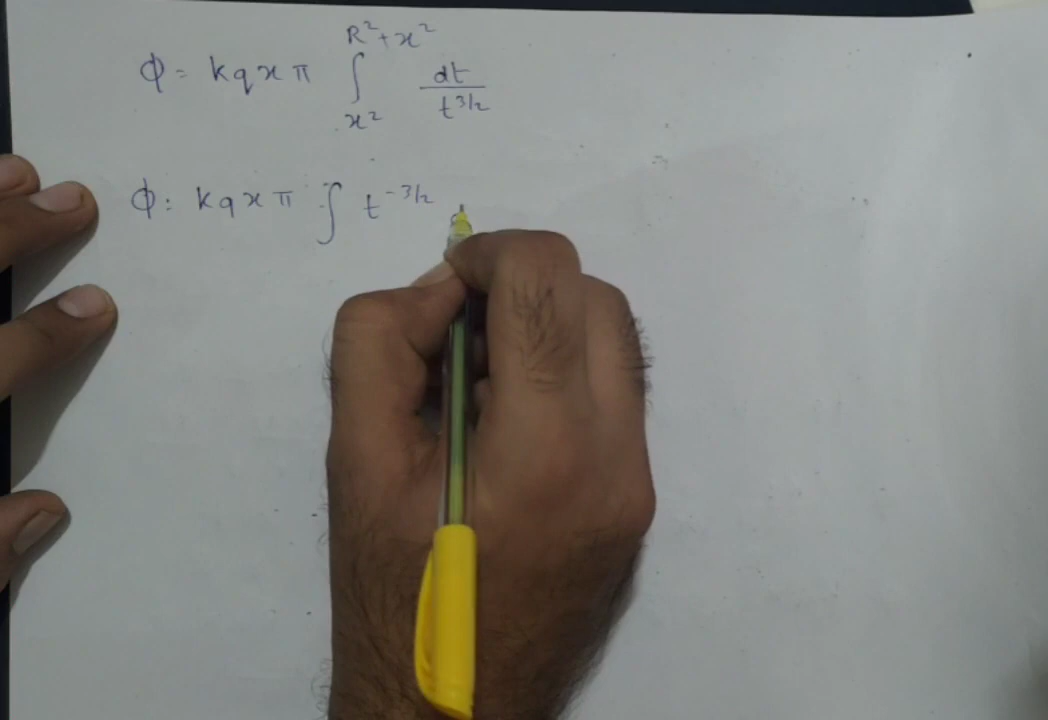 ϕ = kqxπ ∫_{x²}^{R²+x²} dt/t^{3/2}
ϕ = kqxπ ∫ t^{-3/2}